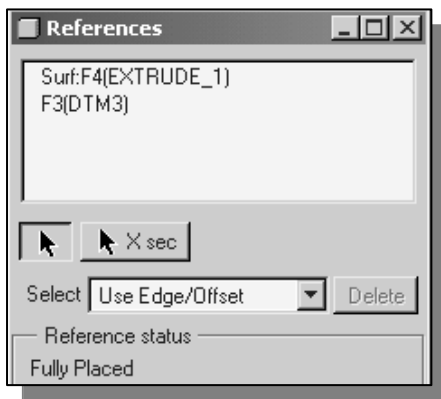 References
Surf:F4(EXTRUDE_1)
F3(DTM3)
X sec
Select Use Edge/Offset Delete
Reference status
Fully Placed